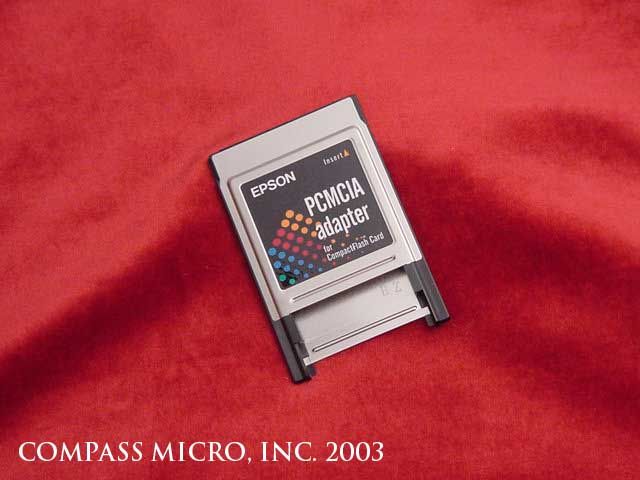 Insert▲
EPSON
PCMCIA
adapter
for
CompactFlash Card
COMPASS MICRO, INC. 2003